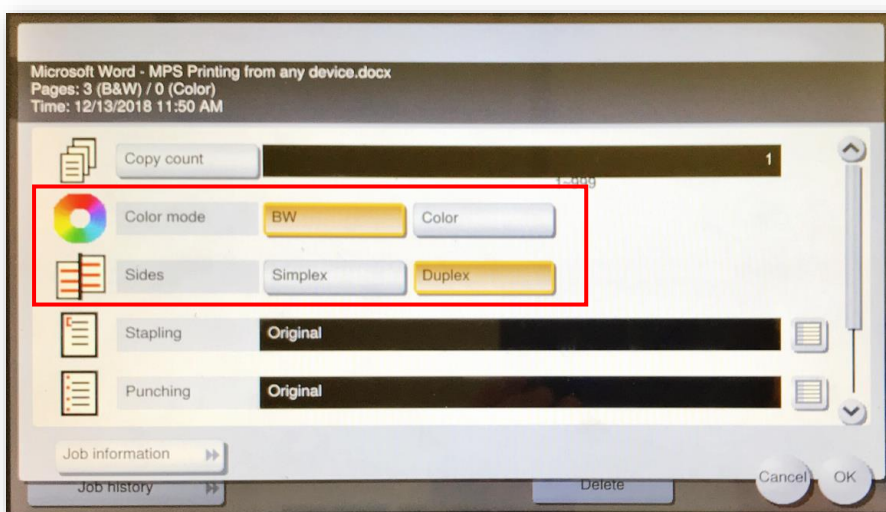 Microsoft Word - MPS Printing from any device.docx
Pages: 3 (B&W) / 0 (Color)
Time: 12/13/2018 11:50 AM
Copy count 1
1~999
Color mode BW Color
Sides Simplex Duplex
Stapling Original
Punching Original
Job information
Job history Delete Cancel OK